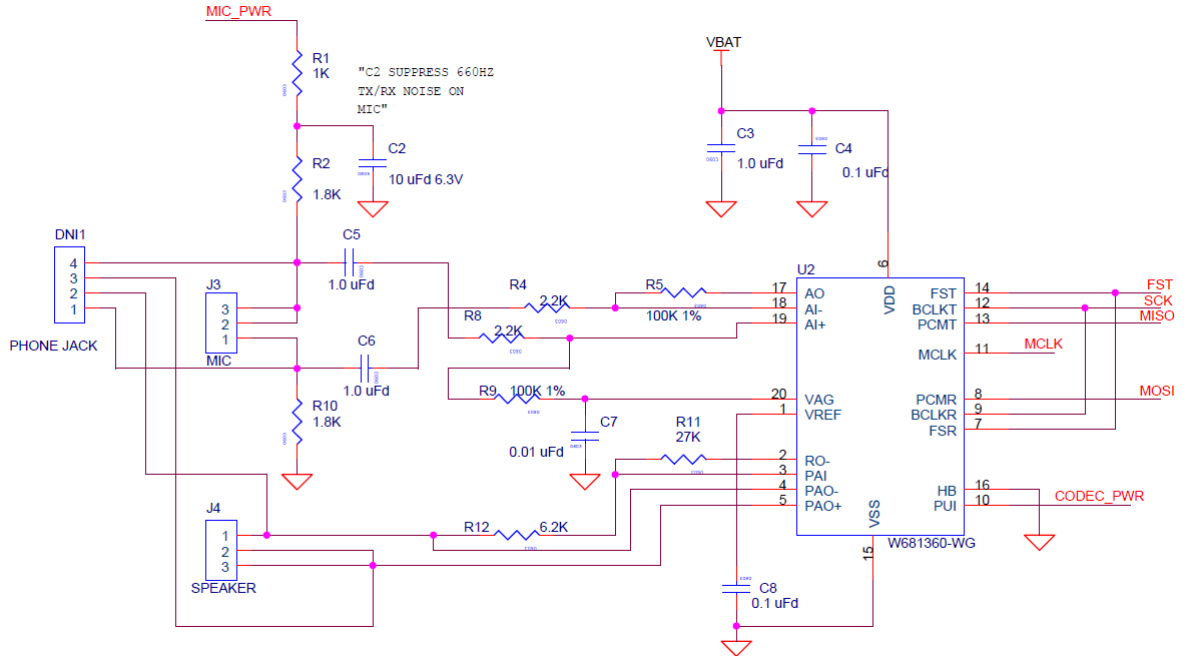 MIC_PWR
R1
1K
"C2 SUPPRESS 660HZ
TX/RX NOISE ON
MIC"
VBAT
C2
10 uFd 6.3V
R2
1.8K
C3
1.0 uFd
C4
0.1 uFd
DNI1
4
3
2
1
PHONE JACK
C5
1.0 uFd
J3
3
2
1
MIC
R4
2.2K
R5
100K 1%
R8
2.2K
C6
1.0 uFd
R10
1.8K
R9
100K 1%
C7
0.01 uFd
R11
27K
J4
1
2
3
SPEAKER
R12
6.2K
C8
0.1 uFd
U2
6
VDD
17 AO
18 AI-
19 AI+
20 VAG
1 VREF
2 RO-
3 PAI
4 PAO-
5 PAO+
VSS
15
FST 14 FST
BCLKT 12 SCK
PCMT 13 MISO
MCLK 11 MCLK
PCMR 8 MOSI
BCLKR 9
FSR 7
HB 16
PUI 10 CODEC_PWR
W681360-WG